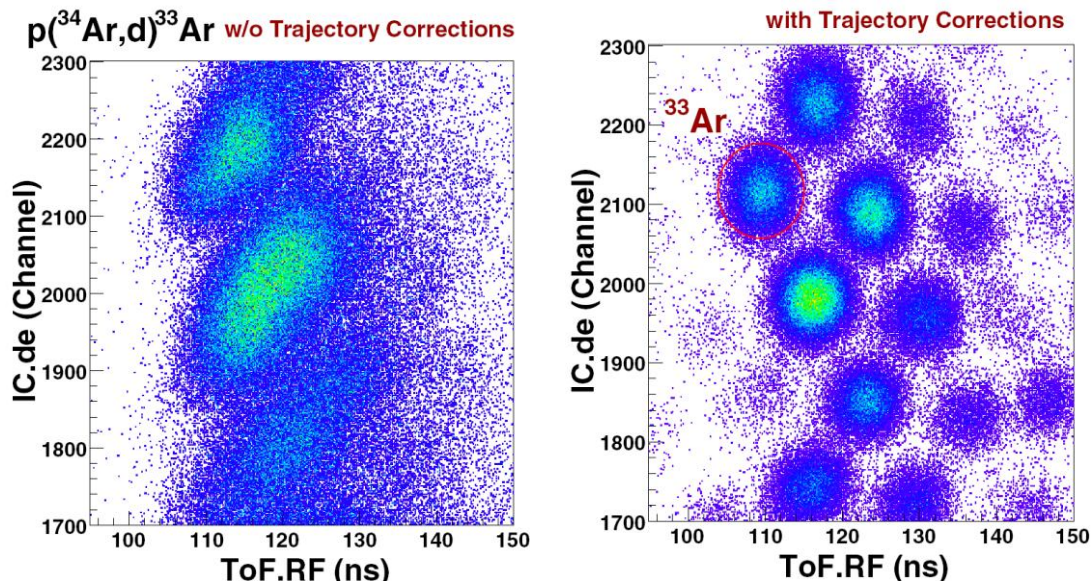 p(³⁴Ar,d)³³Ar w/o Trajectory Corrections
IC.de (Channel)
2300
2200
2100
2000
1900
1800
1700
100 110 120 130 140 150
ToF.RF (ns)
with Trajectory Corrections
³³Ar
IC.de (Channel)
2300
2200
2100
2000
1900
1800
1700
100 110 120 130 140 150
ToF.RF (ns)